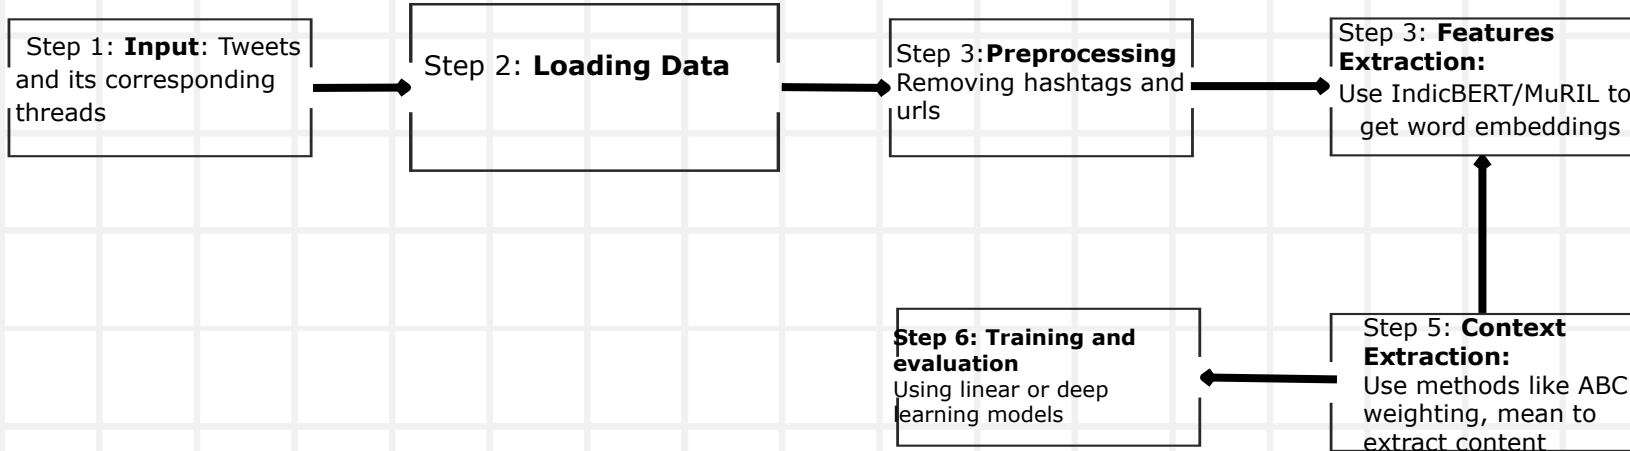 Step 1: Input: Tweets
and its corresponding
threads
Step 2: Loading Data
Step 3:Preprocessing
Removing hashtags and
urls
Step 3: Features
Extraction:
Use IndicBERT/MuRIL to
get word embeddings
Step 5: Context
Extraction:
Use methods like ABC
weighting, mean to
extract content
Step 6: Training and
evaluation
Using linear or deep
learning models